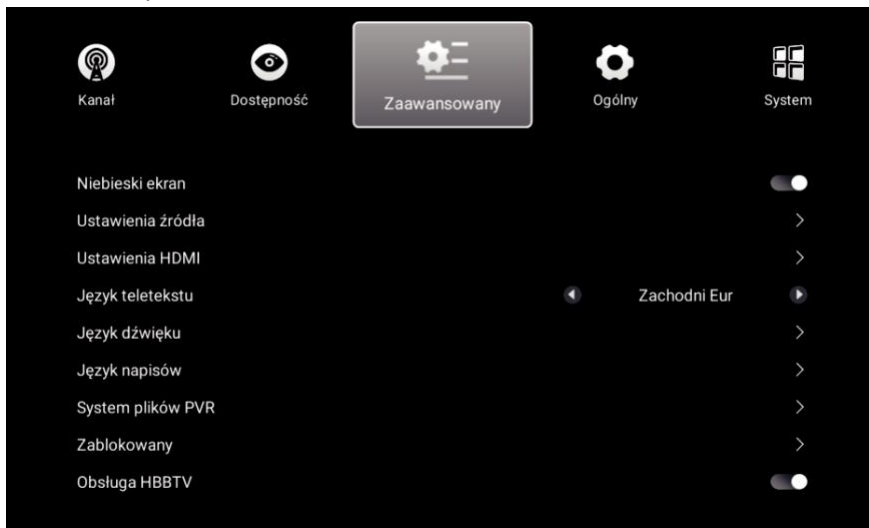 Kanał
Dostępność
Zaawansowany
Ogólny
System
Niebieski ekran
Ustawienia źródła
Ustawienia HDMI
Język teletekstu Zachodni Eur
Język dźwięku
Język napisów
System plików PVR
Zablokowany
Obsługa HBBTV